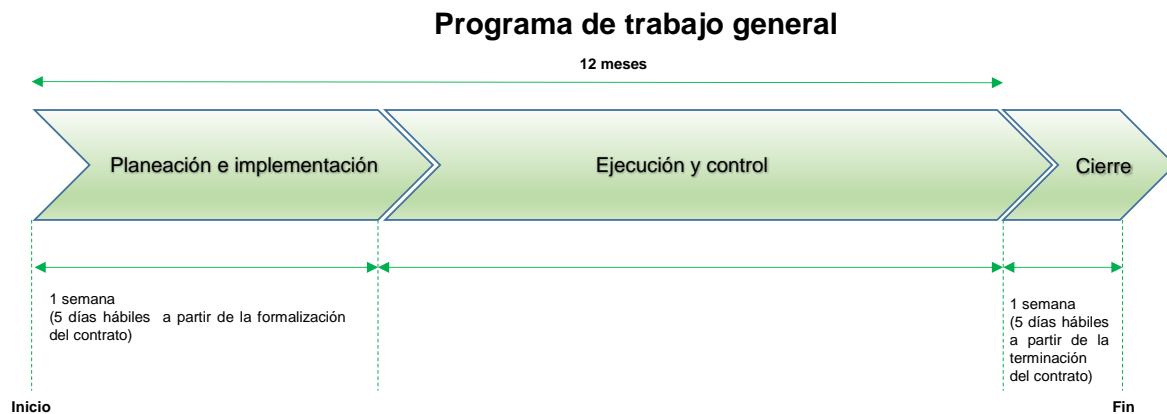 Programa de trabajo general
12 meses
Planeación e implementación
Ejecución y control
Cierre
1 semana
(5 días hábiles a partir de la formalización
del contrato)
1 semana
(5 días hábiles
a partir de la
terminación
del contrato)
Inicio
Fin